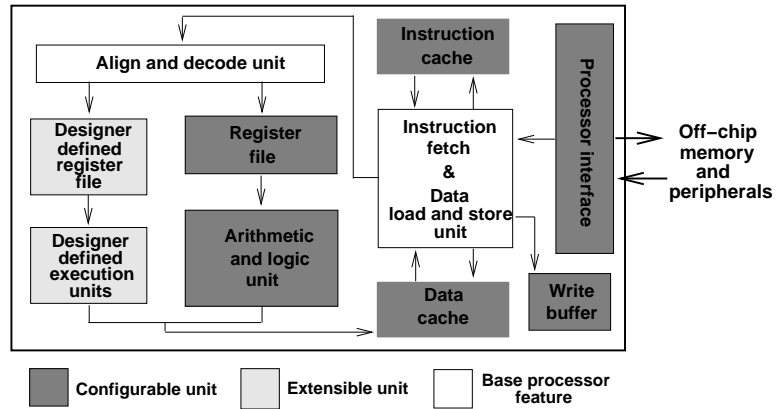 Align and decode unit
Designer
defined
register
file
Register
file
Designer
defined
execution
units
Arithmetic
and logic
unit
Instruction
cache
Instruction
fetch
&
Data
load and store
unit
Data
cache
Write
buffer
Processor interface
Off−chip
memory
and
peripherals
Configurable unit
Extensible unit
Base processor
feature